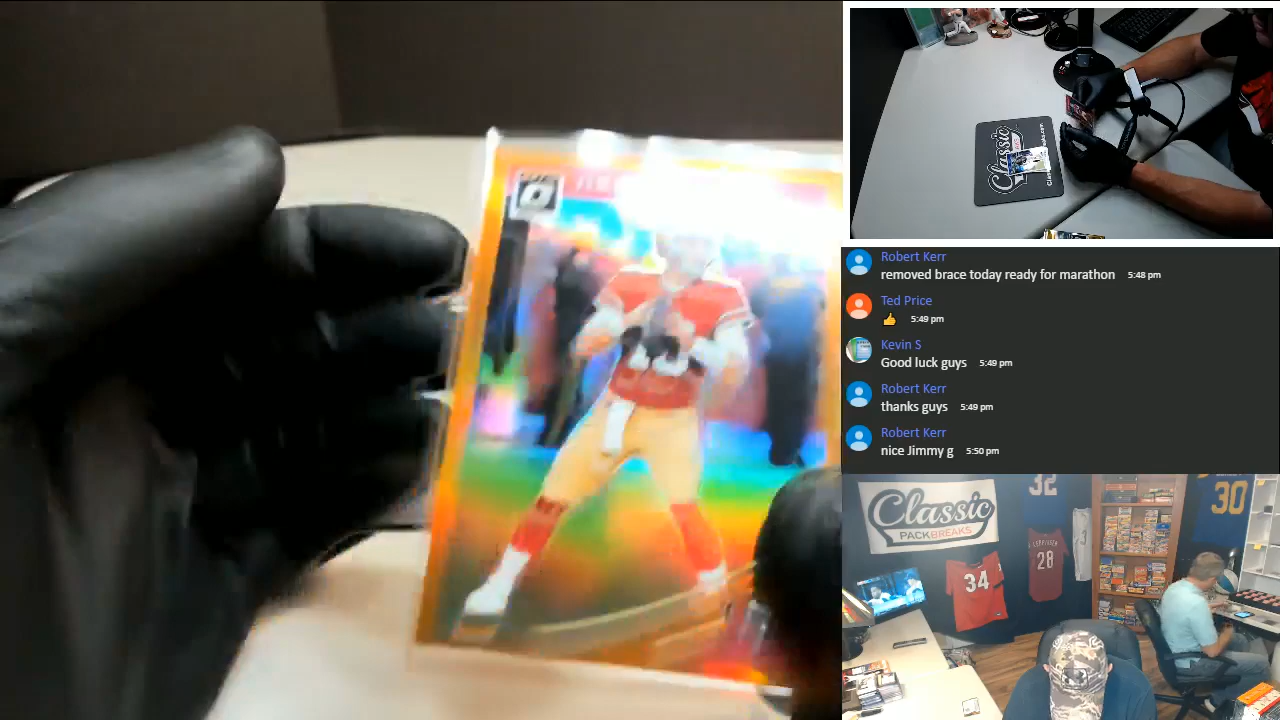 Classic
Robert Kerr
removed brace today ready for marathon 5:48 pm
Ted Price
👍 5:49 pm
Kevin S
Good luck guys 5:49 pm
Robert Kerr
thanks guys 5:49 pm
Robert Kerr
nice Jimmy g 5:50 pm
Classic
PACKBREAKS
32
30
34
28